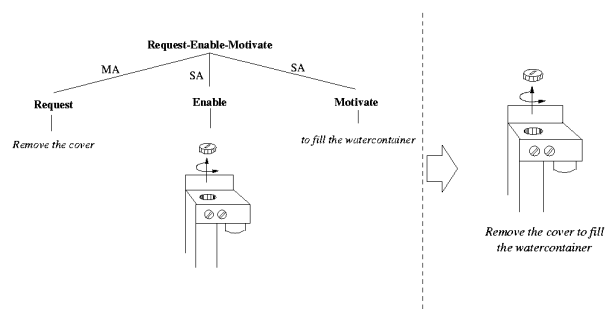 Request-Enable-Motivate
MA
SA
SA
Request
Enable
Motivate
Remove the cover
to fill the watercontainer
Remove the cover to fill
the watercontainer